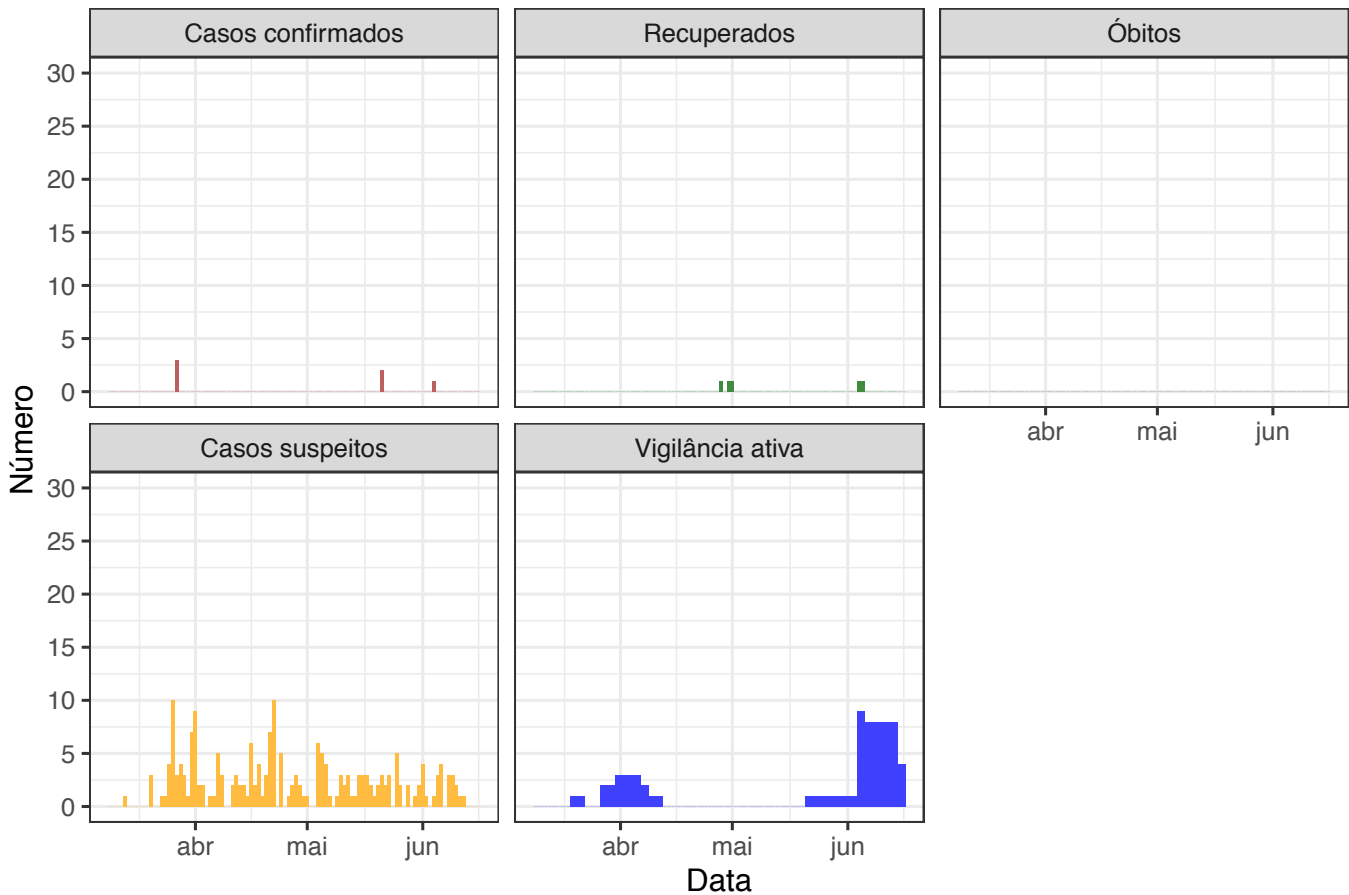 Casos confirmados
Recuperados
Óbitos
30
25
20
15
10
5
0
abr mai jun
Casos suspeitos
Vigilância ativa
30
25
20
15
10
5
0
abr mai jun
abr mai jun
Número
Data